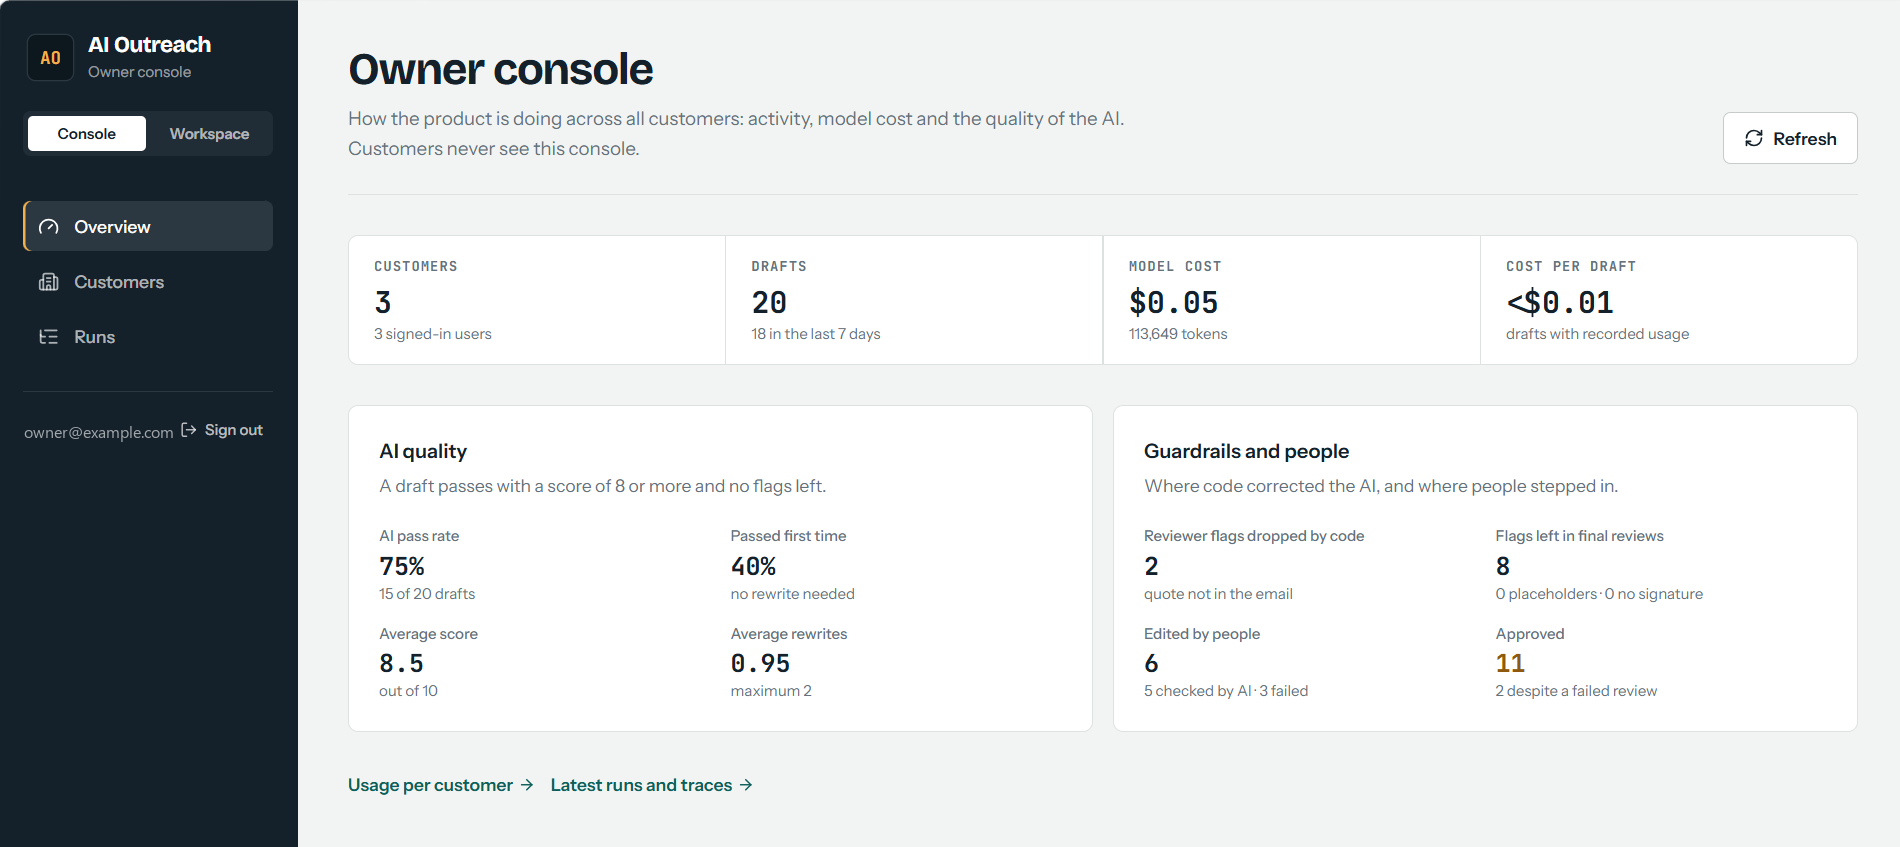 AO
AI Outreach
Owner console
Console
Workspace
Overview
Customers
Runs
owner@example.com
Sign out
Owner console
How the product is doing across all customers: activity, model cost and the quality of the AI.
Customers never see this console.
Refresh
CUSTOMERS
3
3 signed-in users
DRAFTS
20
18 in the last 7 days
MODEL COST
$0.05
113,649 tokens
COST PER DRAFT
<$0.01
drafts with recorded usage
AI quality
A draft passes with a score of 8 or more and no flags left.
AI pass rate
75%
15 of 20 drafts
Passed first time
40%
no rewrite needed
Average score
8.5
out of 10
Average rewrites
0.95
maximum 2
Guardrails and people
Where code corrected the AI, and where people stepped in.
Reviewer flags dropped by code
2
quote not in the email
Flags left in final reviews
8
0 placeholders · 0 no signature
Edited by people
6
5 checked by AI · 3 failed
Approved
11
2 despite a failed review
Usage per customer →
Latest runs and traces →